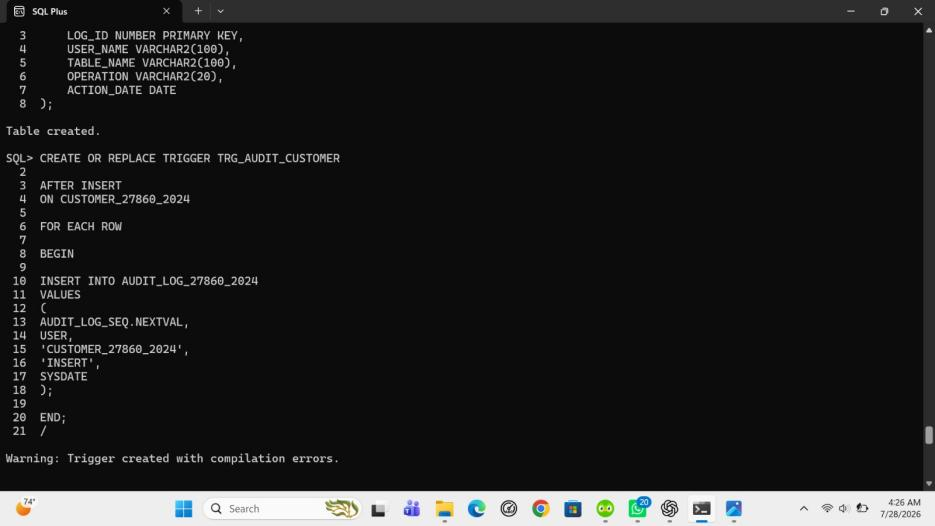 SQL Plus
3 LOG_ID NUMBER PRIMARY KEY,
4 USER_NAME VARCHAR2(100),
5 TABLE_NAME VARCHAR2(100),
6 OPERATION VARCHAR2(20),
7 ACTION_DATE DATE
8 );
Table created.
SQL> CREATE OR REPLACE TRIGGER TRG_AUDIT_CUSTOMER
2
3 AFTER INSERT
4 ON CUSTOMER_27860_2024
5
6 FOR EACH ROW
7
8 BEGIN
9
10 INSERT INTO AUDIT_LOG_27860_2024
11 VALUES
12 (
13 AUDIT_LOG_SEQ.NEXTVAL,
14 USER,
15 'CUSTOMER_27860_2024',
16 'INSERT',
17 SYSDATE
18 );
19
20 END;
21 /
Warning: Trigger created with compilation errors.
74°
Search
20
4:26 AM
7/28/2026